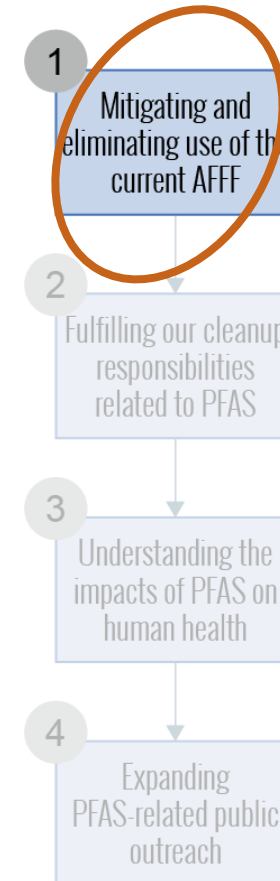 1
Mitigating and
eliminating use of th
current AFFF
2
Fulfilling our cleanup
responsibilities
related to PFAS
3
Understanding the
impacts of PFAS on
human health
4
Expanding
PFAS-related public
outreach